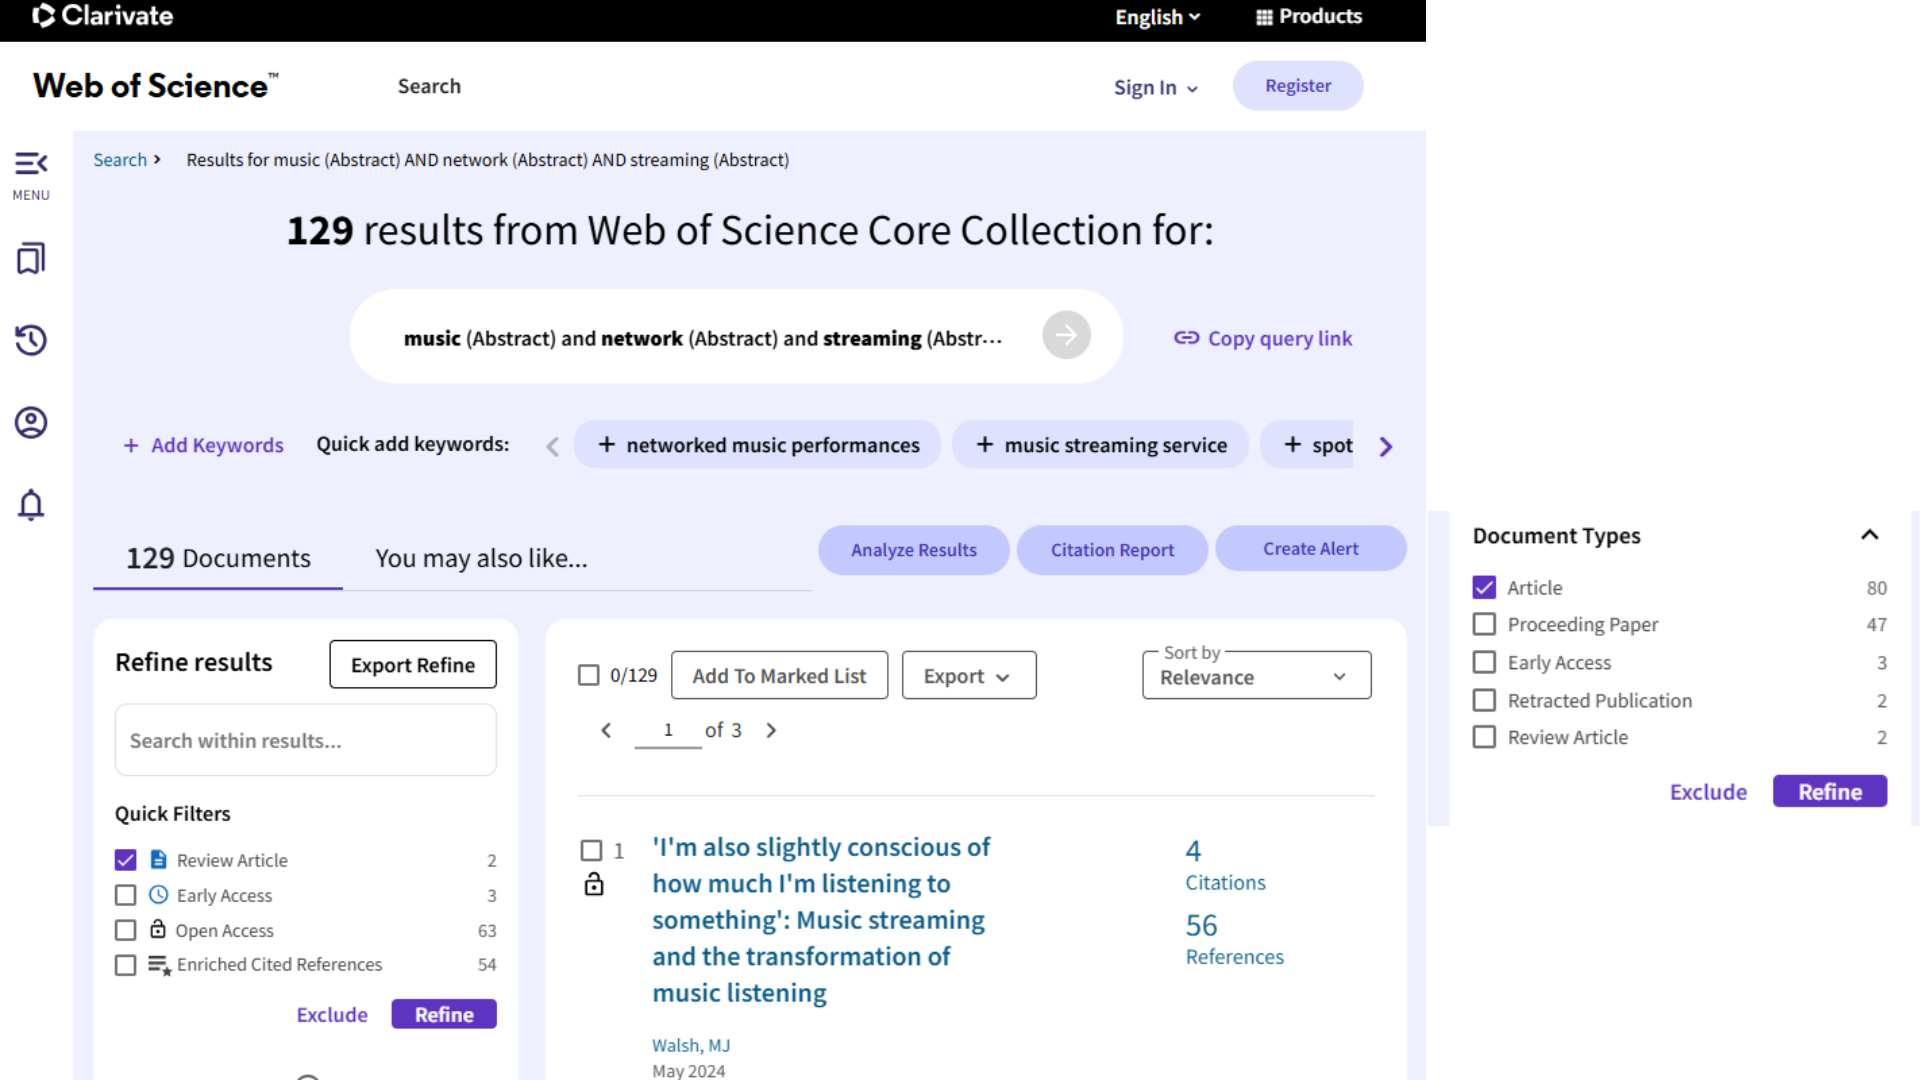 Clarivate
English
Products
Web of Science™
Search
Sign In
Register
MENU
Search > Results for music (Abstract) AND network (Abstract) AND streaming (Abstract)
129 results from Web of Science Core Collection for:
music (Abstract) and network (Abstract) and streaming (Abstr...
Copy query link
+ Add Keywords
Quick add keywords:
+ networked music performances
+ music streaming service
+ spot
129 Documents
You may also like...
Analyze Results
Citation Report
Create Alert
Refine results
Export Refine
Search within results...
Quick Filters
Review Article 2
Early Access 3
Open Access 63
Enriched Cited References 54
Exclude
Refine
0/129
Add To Marked List
Export
Sort by
Relevance
1 of 3
1
'I'm also slightly conscious of
how much I'm listening to
something': Music streaming
and the transformation of
music listening
Walsh, MJ
May 2024
4
Citations
56
References
Document Types
Article 80
Proceeding Paper 47
Early Access 3
Retracted Publication 2
Review Article 2
Exclude
Refine